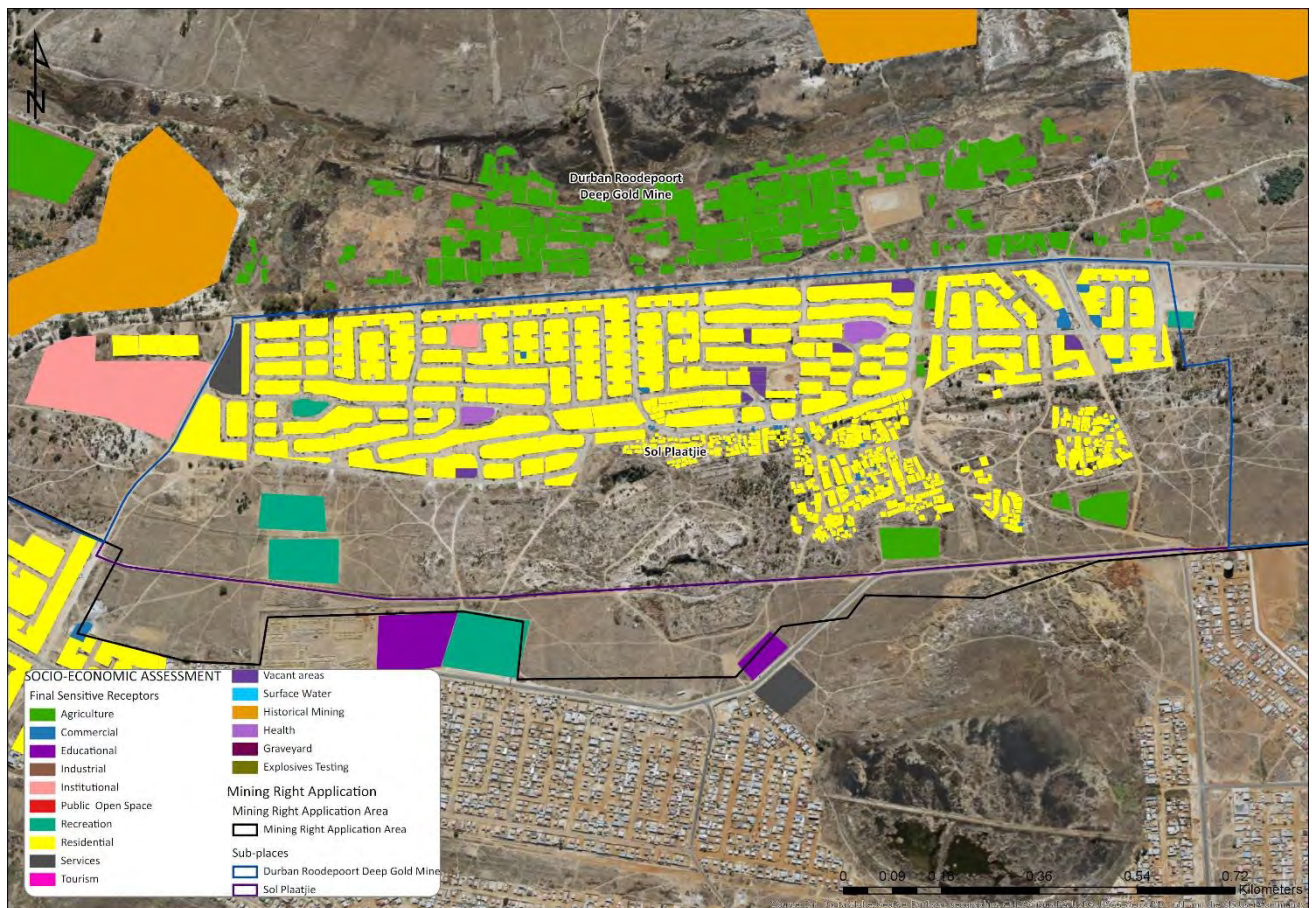 N
Durban Roodepoort
Deep Gold Mine
Sol Plaatjie
SOCIO-ECONOMIC ASSESSMENT
Final Sensitive Receptors
Agriculture
Commercial
Educational
Industrial
Institutional
Public Open Space
Recreation
Residential
Services
Tourism
Vacant areas
Surface Water
Historical Mining
Health
Graveyard
Explosives Testing
Mining Right Application
Mining Right Application Area
Mining Right Application Area
Sub-places
Durban Roodepoort Deep Gold Mine
Sol Plaatjie
0 0.09 0.18 0.36 0.54 0.72
Kilometers